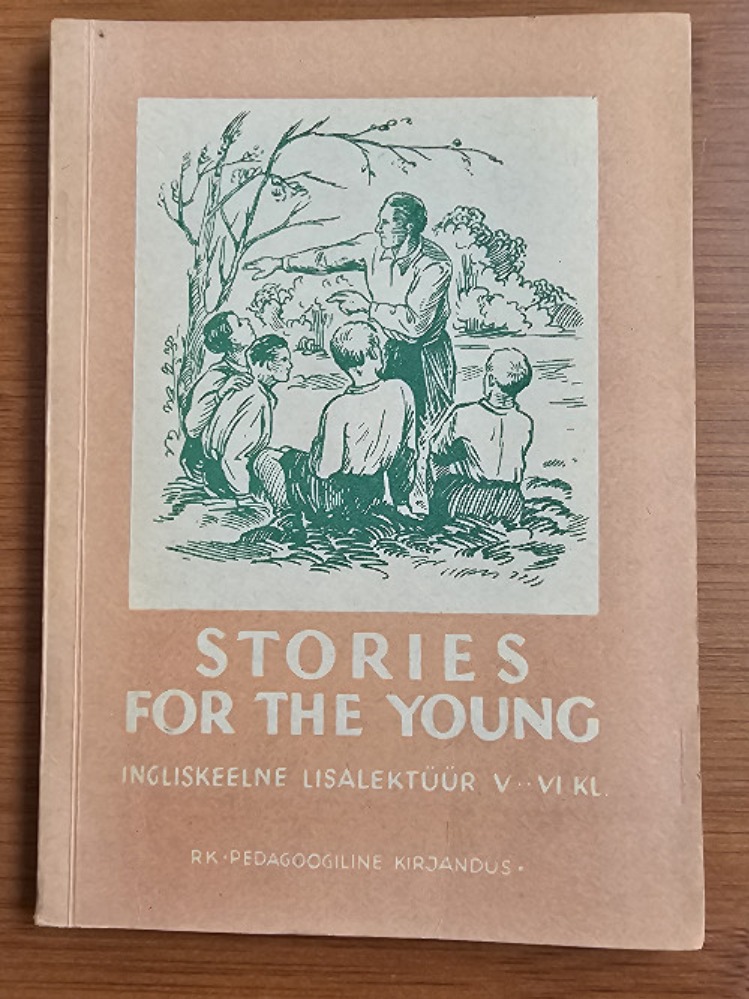 STORIES
FOR THE YOUNG
INGLISKEELNE LISALEKTÜÜR V··VI KL.
RK·PEDAGOOGILINE KIRJANDUS·